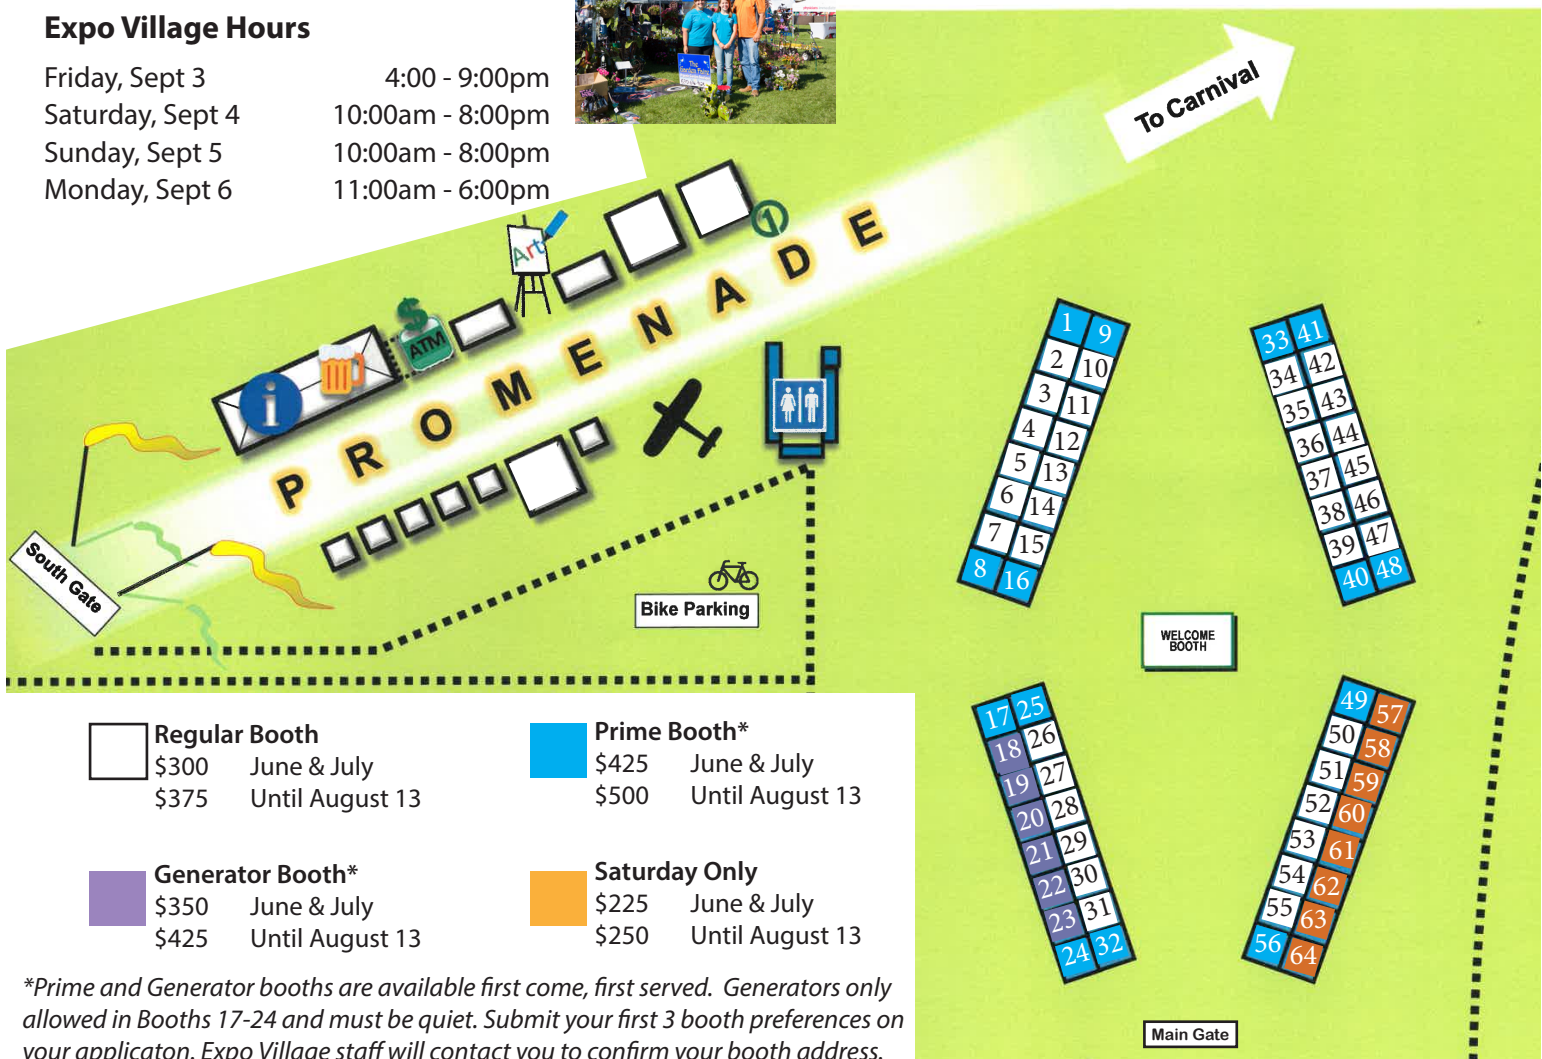 Expo Village Hours
Friday, Sept 3 4:00 - 9:00pm
Saturday, Sept 4 10:00am - 8:00pm
Sunday, Sept 5 10:00am - 8:00pm
Monday, Sept 6 11:00am - 6:00pm
The
To Carnival
Art
$
ATM
i
PROMENADE
South Gate
Bike Parking
1 9
2 10
3 11
4 12
5 13
6 14
7 15
8 16
33 41
34 42
35 43
36 44
37 45
38 46
39 47
40 48
WELCOME
BOOTH
17 25
18 26
19 27
20 28
21 29
22 30
23 31
24 32
49 57
50 58
51 59
52 60
53 61
54 62
55 63
56 64
Main Gate
Regular Booth
$300 June & July
$375 Until August 13
Prime Booth*
$425 June & July
$500 Until August 13
Generator Booth*
$350 June & July
$425 Until August 13
Saturday Only
$225 June & July
$250 Until August 13
*Prime and Generator booths are available first come, first served. Generators only
allowed in Booths 17-24 and must be quiet. Submit your first 3 booth preferences on
your applicaton. Expo Village staff will contact you to confirm your booth address.